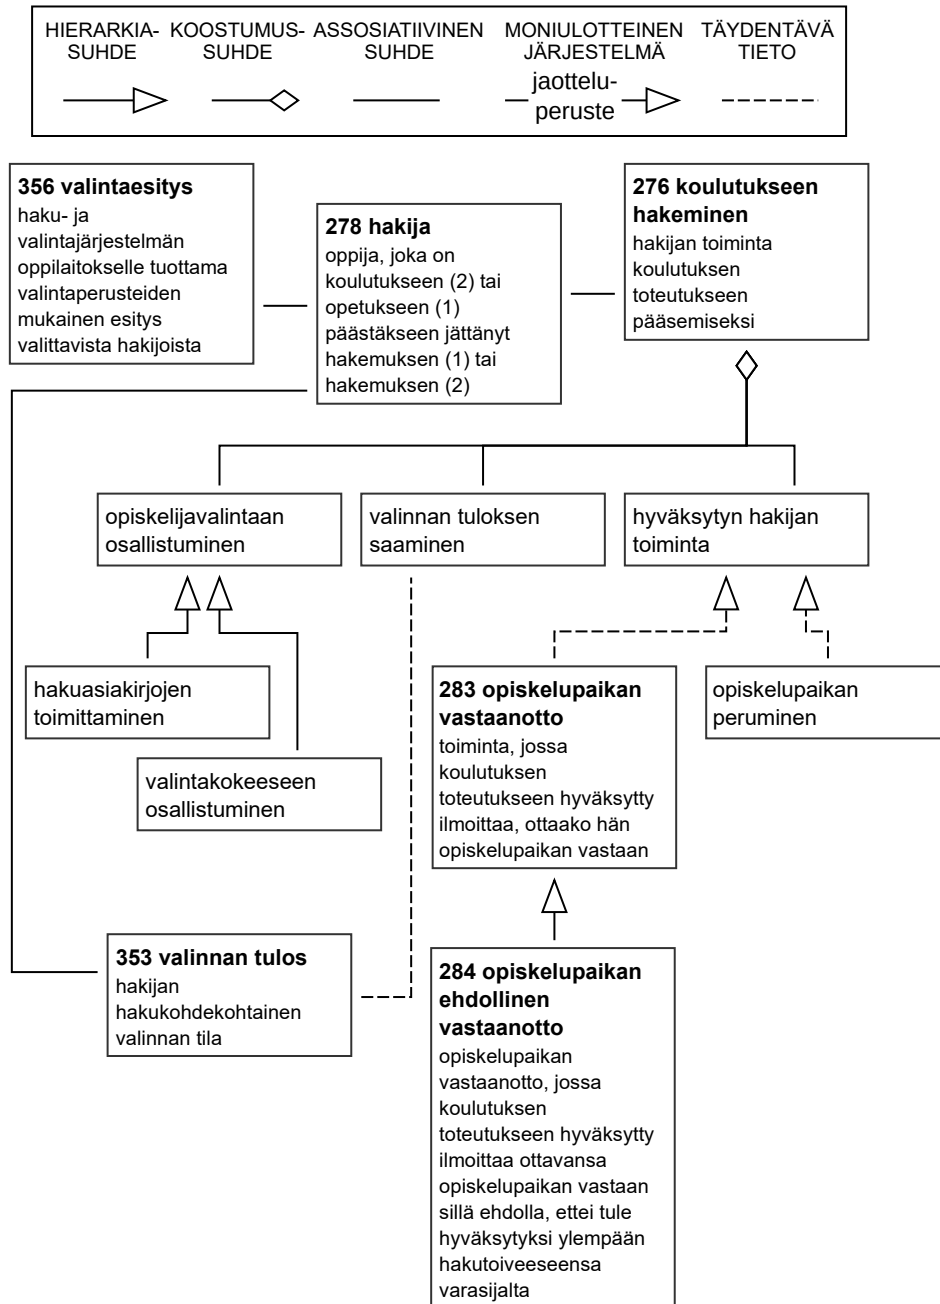 HIERARKIA-
SUHDE
KOOSTUMUS-
SUHDE
ASSOSIATIIVINEN
SUHDE
MONIULOTTEINEN
JÄRJESTELMÄ
jaottelu-
peruste
TÄYDENTÄVÄ
TIETO
356 valintaesitys
haku- ja
valintajärjestelmän
oppilaitokselle tuottama
valintaperusteiden
mukainen esitys
valittavista hakijoista
278 hakija
oppija, joka on
koulutukseen (2) tai
opetukseen (1)
päästäkseen jättänyt
hakemuksen (1) tai
hakemuksen (2)
276 koulutukseen
hakeminen
hakijan toiminta
koulutuksen
toteutukseen
pääsemiseksi
opiskelijavalintaan
osallistuminen
valinnan tuloksen
saaminen
hyväksytyn hakijan
toiminta
hakuasiakirjojen
toimittaminen
valintakokeeseen
osallistuminen
283 opiskelupaikan
vastaanotto
toiminta, jossa
koulutuksen
toteutukseen hyväksytty
ilmoittaa, ottaako hän
opiskelupaikan vastaan
opiskelupaikan
peruminen
353 valinnan tulos
hakijan
hakukohdekohtainen
valinnan tila
284 opiskelupaikan
ehdollinen
vastaanotto
opiskelupaikan
vastaanotto, jossa
koulutuksen
toteutukseen hyväksytty
ilmoittaa ottavansa
opiskelupaikan vastaan
sillä ehdolla, ettei tule
hyväksytyksi ylempään
hakutoiveeseensa
varasijalta